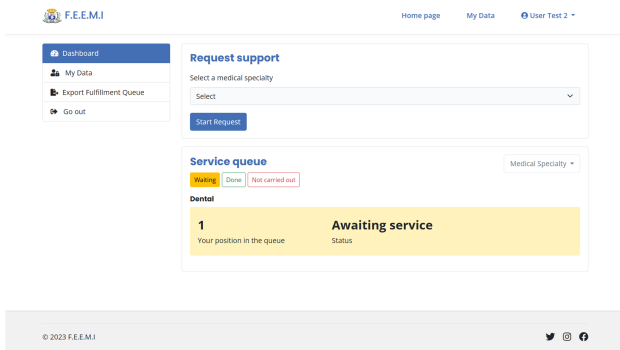 F.E.E.M.I
Home page
My Data
User Test 2
Dashboard
My Data
Export Fulfillment Queue
Go out
Request support
Select a medical specialty
Select
Start Request
Service queue
Medical Specialty
Waiting Done Not carried out
Dental
1
Your position in the queue
Awaiting service
Status
© 2023 F.E.E.M.I